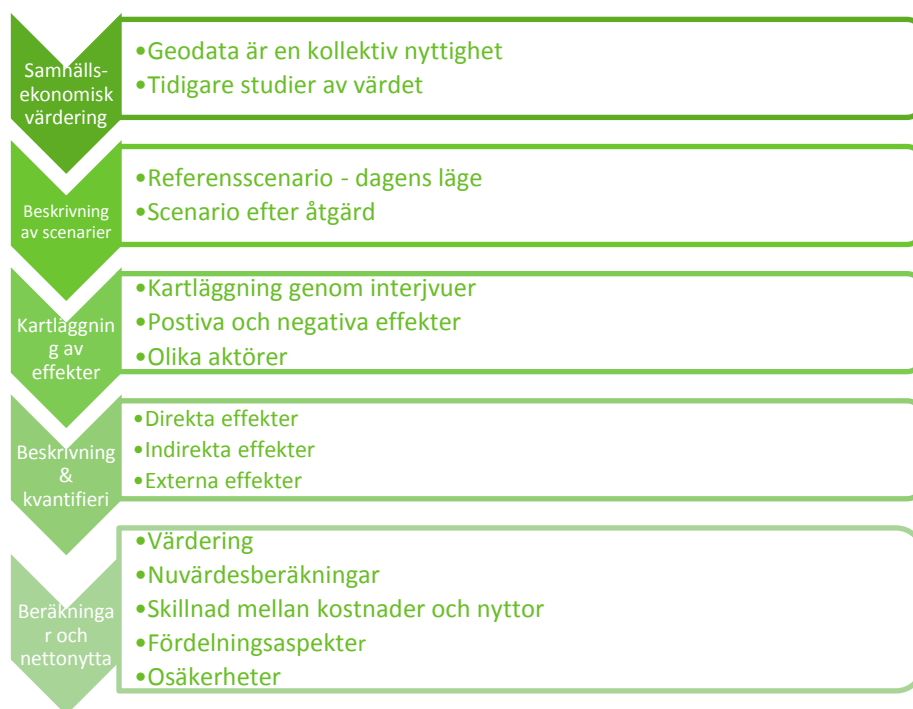 Samhälls-
ekonomisk
värdering
•Geodata är en kollektiv nyttighet
•Tidigare studier av värdet
Beskrivning
av scenarier
•Referensscenario - dagens läge
•Scenario efter åtgärd
Kartläggnin
g av
effekter
•Kartläggning genom interjvuer
•Postiva och negativa effekter
•Olika aktörer
Beskrivning
&
kvantifieri
•Direkta effekter
•Indirekta effekter
•Externa effekter
Beräkninga
r och
nettonytta
•Värdering
•Nuvärdesberäkningar
•Skillnad mellan kostnader och nyttor
•Fördelningsaspekter
•Osäkerheter